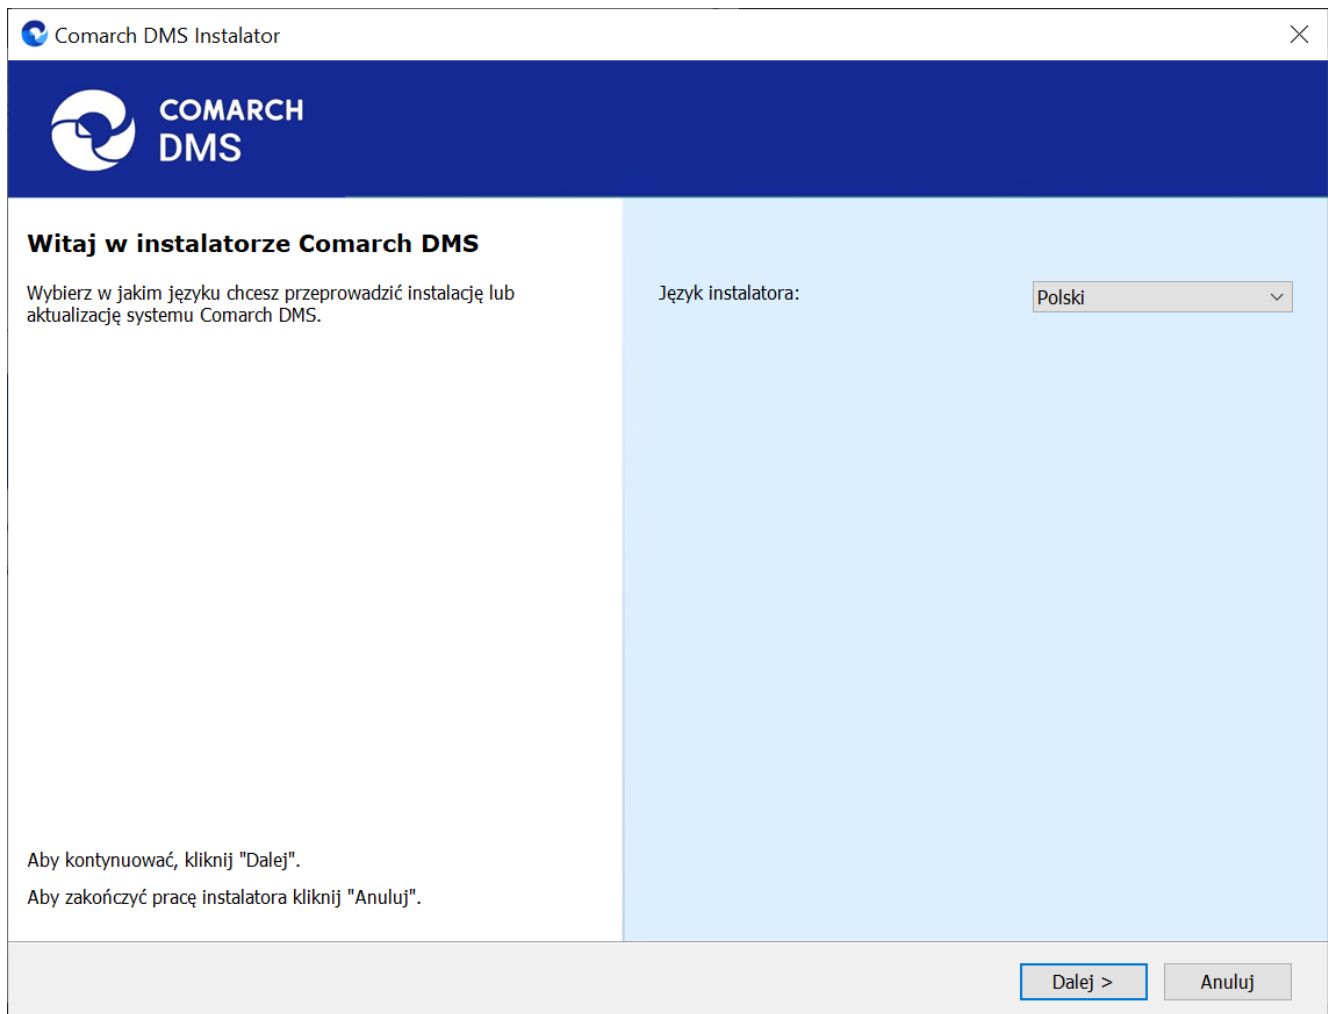 Comarch DMS Instalator
COMARCH
DMS
Witaj w instalatorze Comarch DMS
Wybierz w jakim języku chcesz przeprowadzić instalację lub
aktualizację systemu Comarch DMS.
Język instalatora:
Polski
Aby kontynuować, kliknij "Dalej".
Aby zakończyć pracę instalatora kliknij "Anuluj".
Dalej >
Anuluj